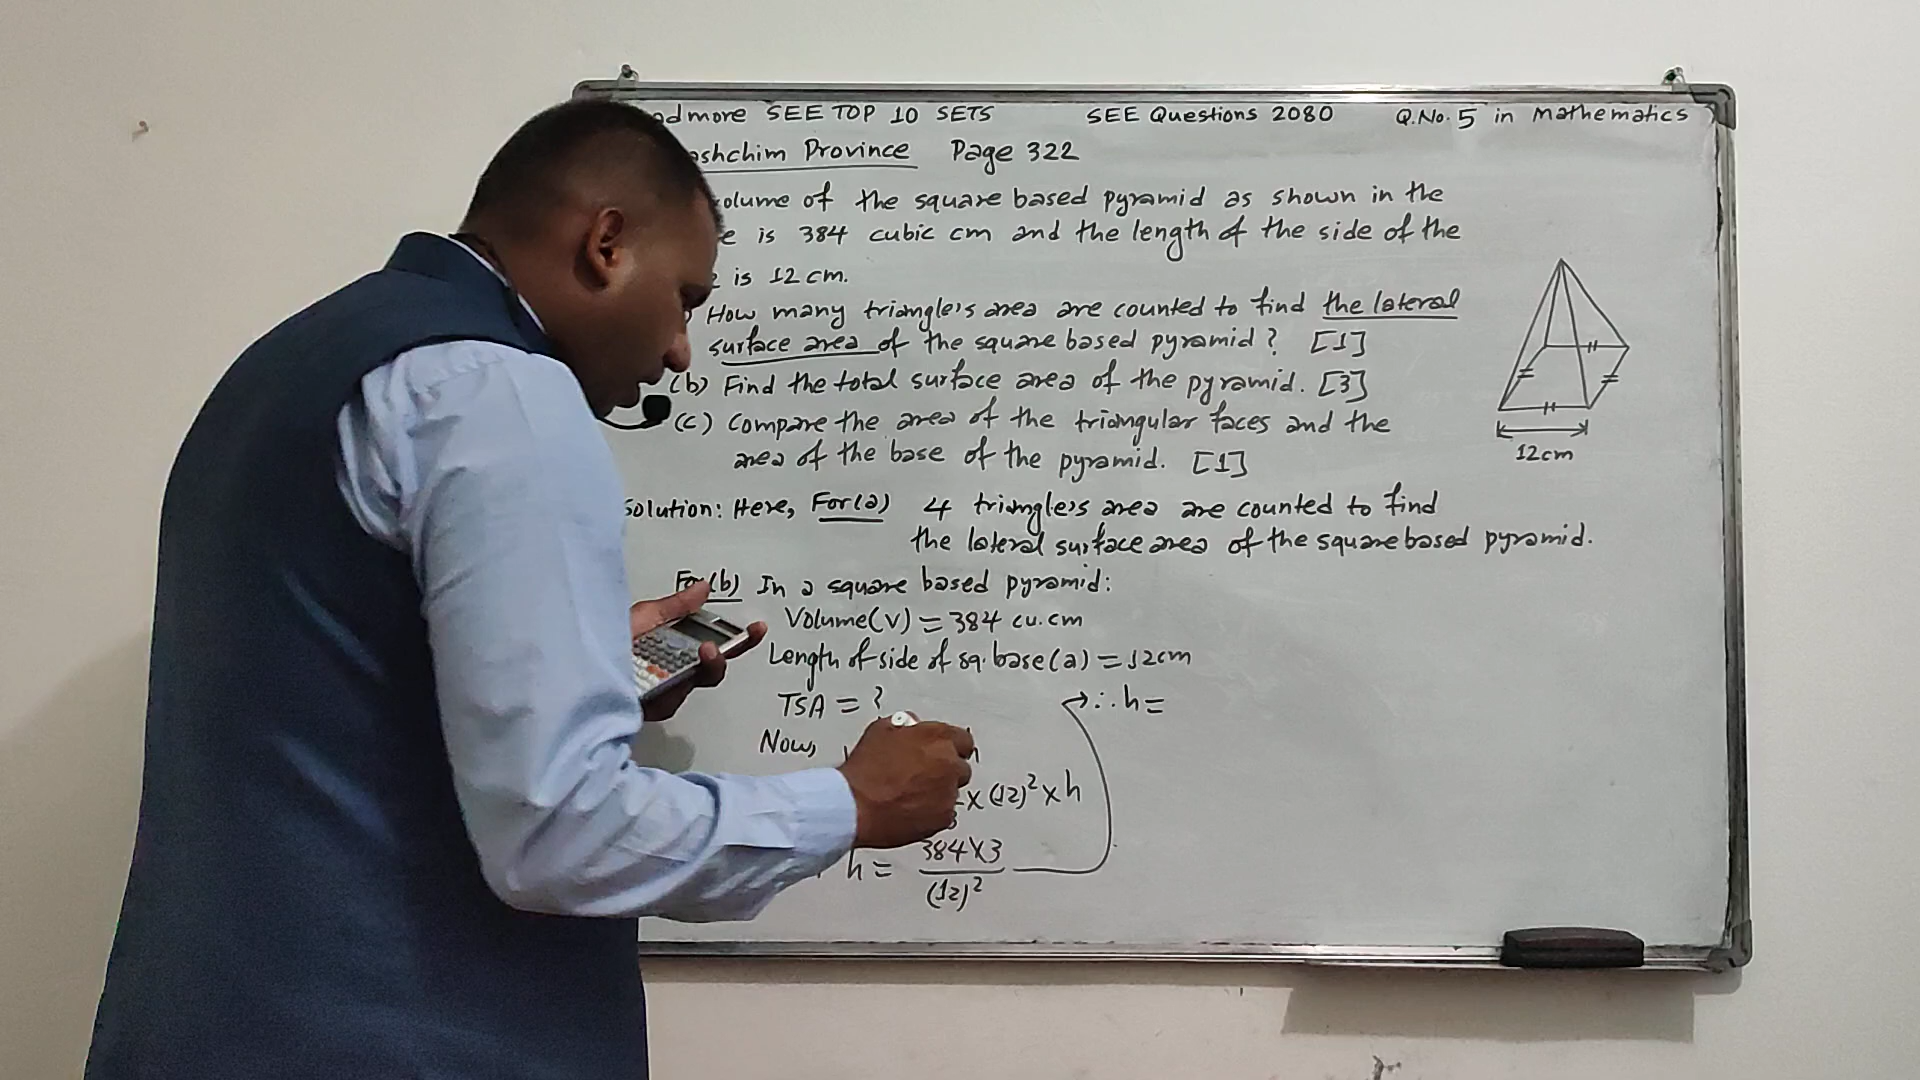 more SEE TOP 10 SETS SEE Questions 2080 Q.No. 5 in Mathematics
Province Page 322
of the square based pyramid as shown in the
is 384 cubic cm and the length of the side of the
is 12 cm.
How many triangle's area are counted to find the lateral
surface area of the square based pyramid? [1]
(b) Find the total surface area of the pyramid. [3]
(c) Compare the area of the triangular faces and the
area of the base of the pyramid. [1]
12cm
Solution: Here, For(a) 4 triangle's area are counted to find
the lateral surface area of the square based pyramid.
For(b) In a square based pyramid:
Volume(V) = 384 cu.cm
Length of side of sq. base(a) = 12cm
TSA = ?
Now,
x (12)² x h
h = 384X3
(12)²
∴ h =